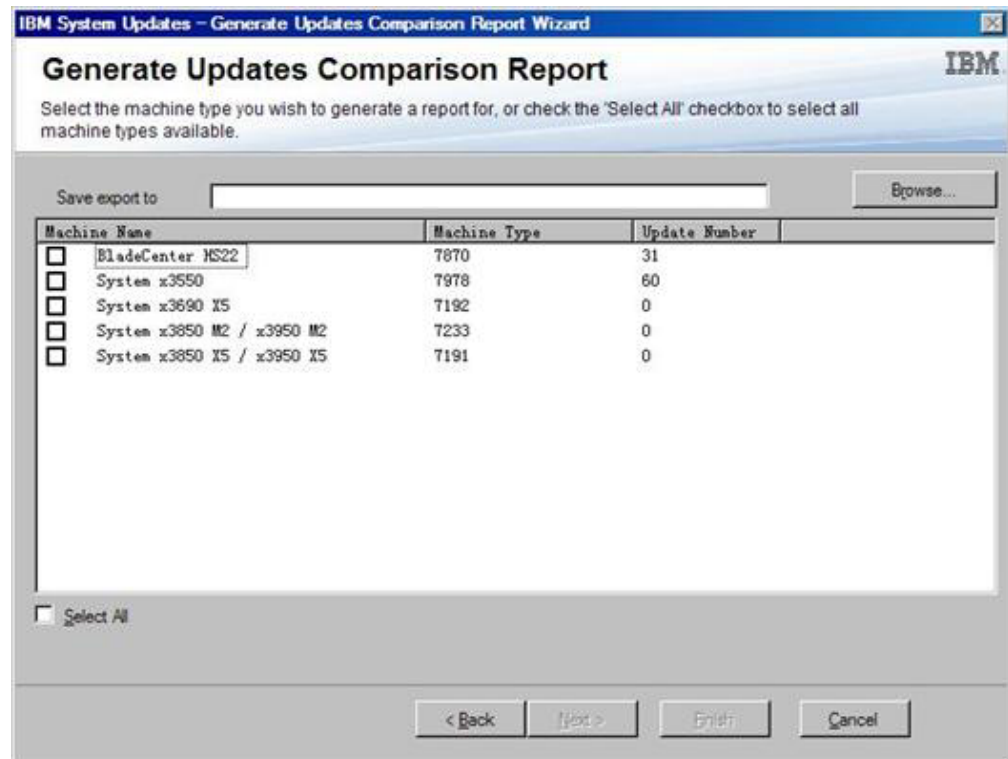 IBM System Updates - Generate Updates Comparison Report Wizard
Generate Updates Comparison Report
IBM
Select the machine type you wish to generate a report for, or check the 'Select All' checkbox to select all
machine types available.
Save export to
Browse...
Machine Name Machine Type Update Number
BladeCenter HS22 7870 31
System x3550 7978 60
System x3690 X5 7192 0
System x3850 M2 / x3950 M2 7233 0
System x3850 X5 / x3950 X5 7191 0
Select All
< Back Next > Finish Cancel